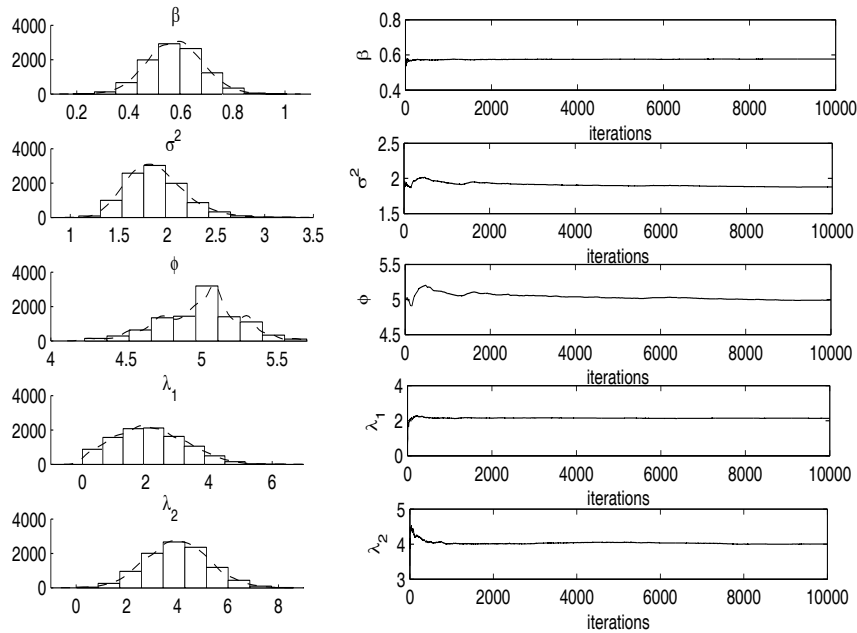 β
4000
2000
0
0.2 0.4 0.6 0.8 1
0.8
β 0.6
0.4
0 2000 4000 6000 8000 10000
iterations
σ²
4000
2000
0
1 1.5 2 2.5 3 3.5
2.5
σ² 2
1.5
0 2000 4000 6000 8000 10000
iterations
ϕ
4000
2000
0
4 4.5 5 5.5
5.5
ϕ 5
4.5
0 2000 4000 6000 8000 10000
iterations
λ₁
4000
2000
0
0 2 4 6
4
λ₁ 2
0
0 2000 4000 6000 8000 10000
iterations
λ₂
4000
2000
0
0 2 4 6 8
5
λ₂ 4
3
0 2000 4000 6000 8000 10000
iterations